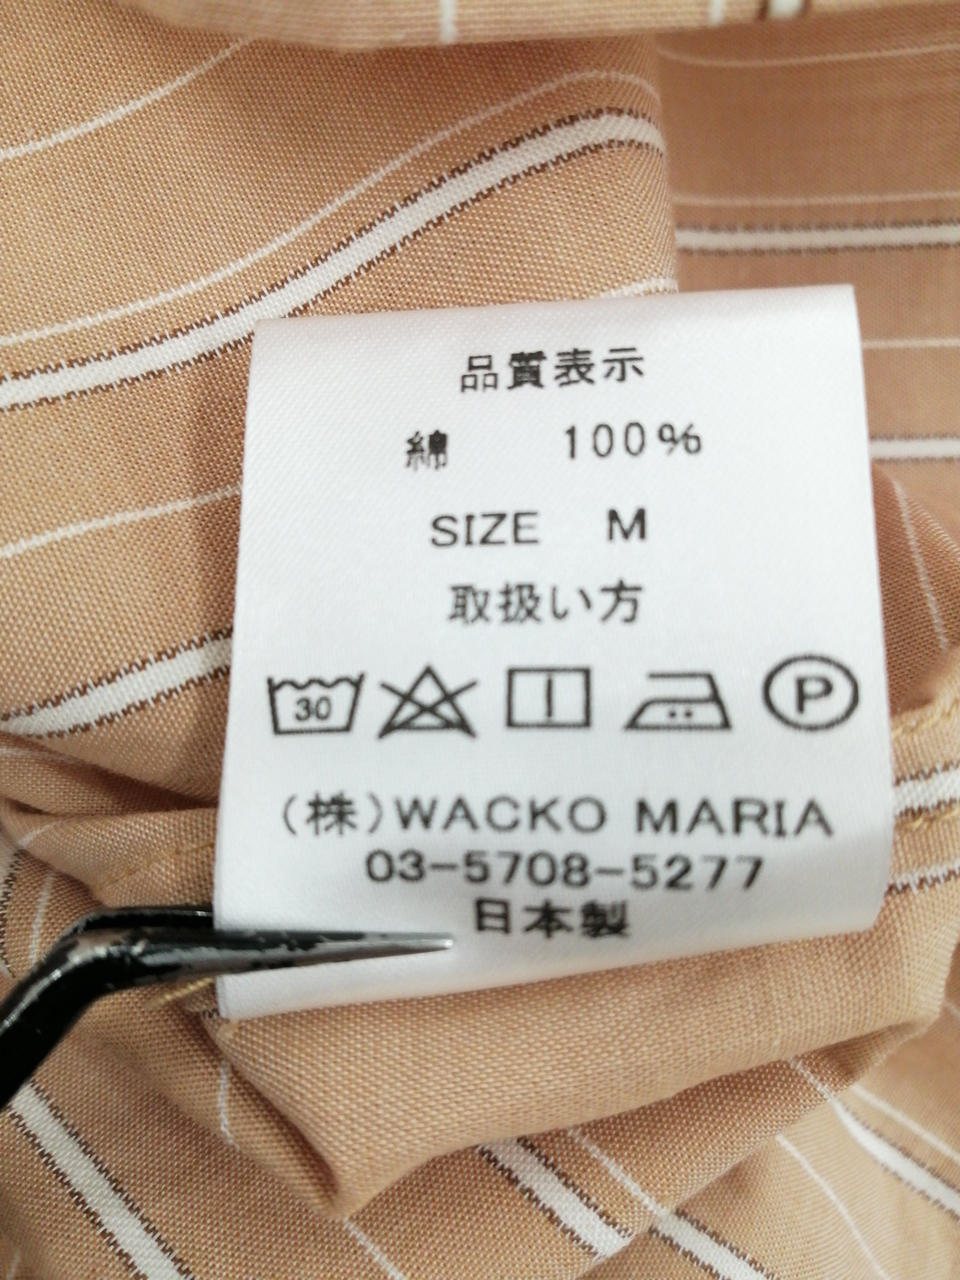 品質表示
綿 100%
SIZE M
取扱い方
30 P
(株)WACKO MARIA
03-5708-5277
日本製